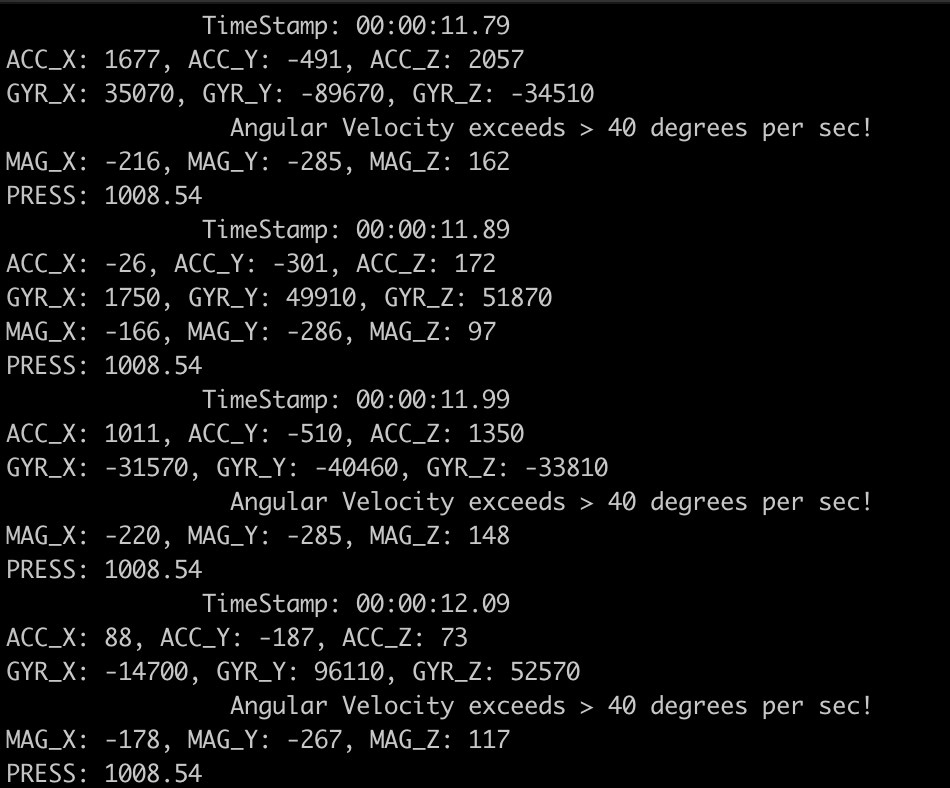 TimeStamp: 00:00:11.79
ACC_X: 1677, ACC_Y: -491, ACC_Z: 2057
GYR_X: 35070, GYR_Y: -89670, GYR_Z: -34510
Angular Velocity exceeds > 40 degrees per sec!
MAG_X: -216, MAG_Y: -285, MAG_Z: 162
PRESS: 1008.54
TimeStamp: 00:00:11.89
ACC_X: -26, ACC_Y: -301, ACC_Z: 172
GYR_X: 1750, GYR_Y: 49910, GYR_Z: 51870
MAG_X: -166, MAG_Y: -286, MAG_Z: 97
PRESS: 1008.54
TimeStamp: 00:00:11.99
ACC_X: 1011, ACC_Y: -510, ACC_Z: 1350
GYR_X: -31570, GYR_Y: -40460, GYR_Z: -33810
Angular Velocity exceeds > 40 degrees per sec!
MAG_X: -220, MAG_Y: -285, MAG_Z: 148
PRESS: 1008.54
TimeStamp: 00:00:12.09
ACC_X: 88, ACC_Y: -187, ACC_Z: 73
GYR_X: -14700, GYR_Y: 96110, GYR_Z: 52570
Angular Velocity exceeds > 40 degrees per sec!
MAG_X: -178, MAG_Y: -267, MAG_Z: 117
PRESS: 1008.54